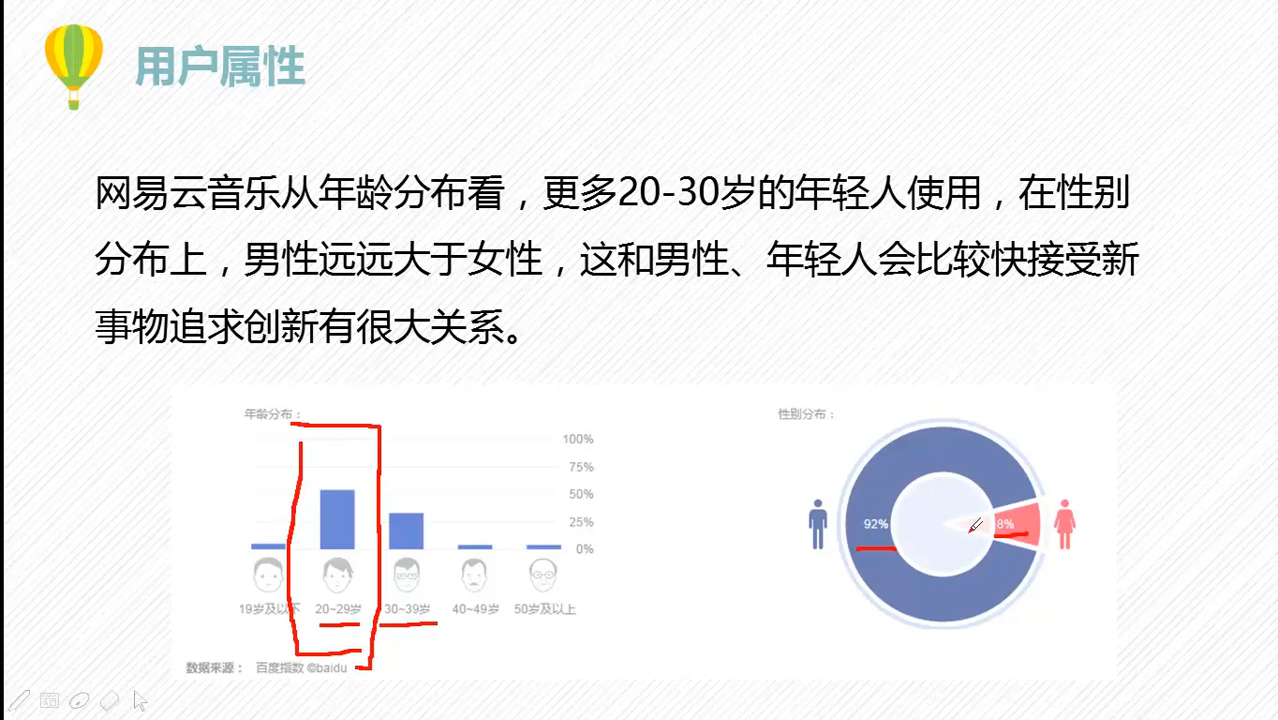 用户属性
网易云音乐从年龄分布看，更多20-30岁的年轻人使用，在性别
分布上，男性远远大于女性，这和男性、年轻人会比较快接受新
事物追求创新有很大关系。
年龄分布：
100%
75%
50%
25%
0%
19岁及以下 20~29岁 30~39岁 40~49岁 50岁及以上
数据来源： 百度指数 ©baidu
性别分布：
92% 8%